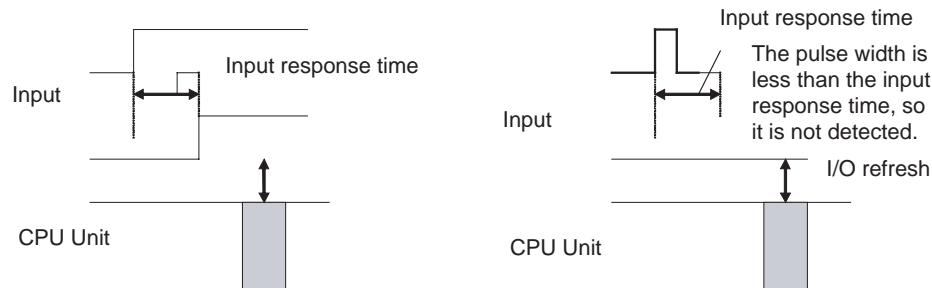 Input response time
Input
CPU Unit
Input response time
The pulse width is
less than the input
response time, so
it is not detected.
Input
I/O refresh
CPU Unit